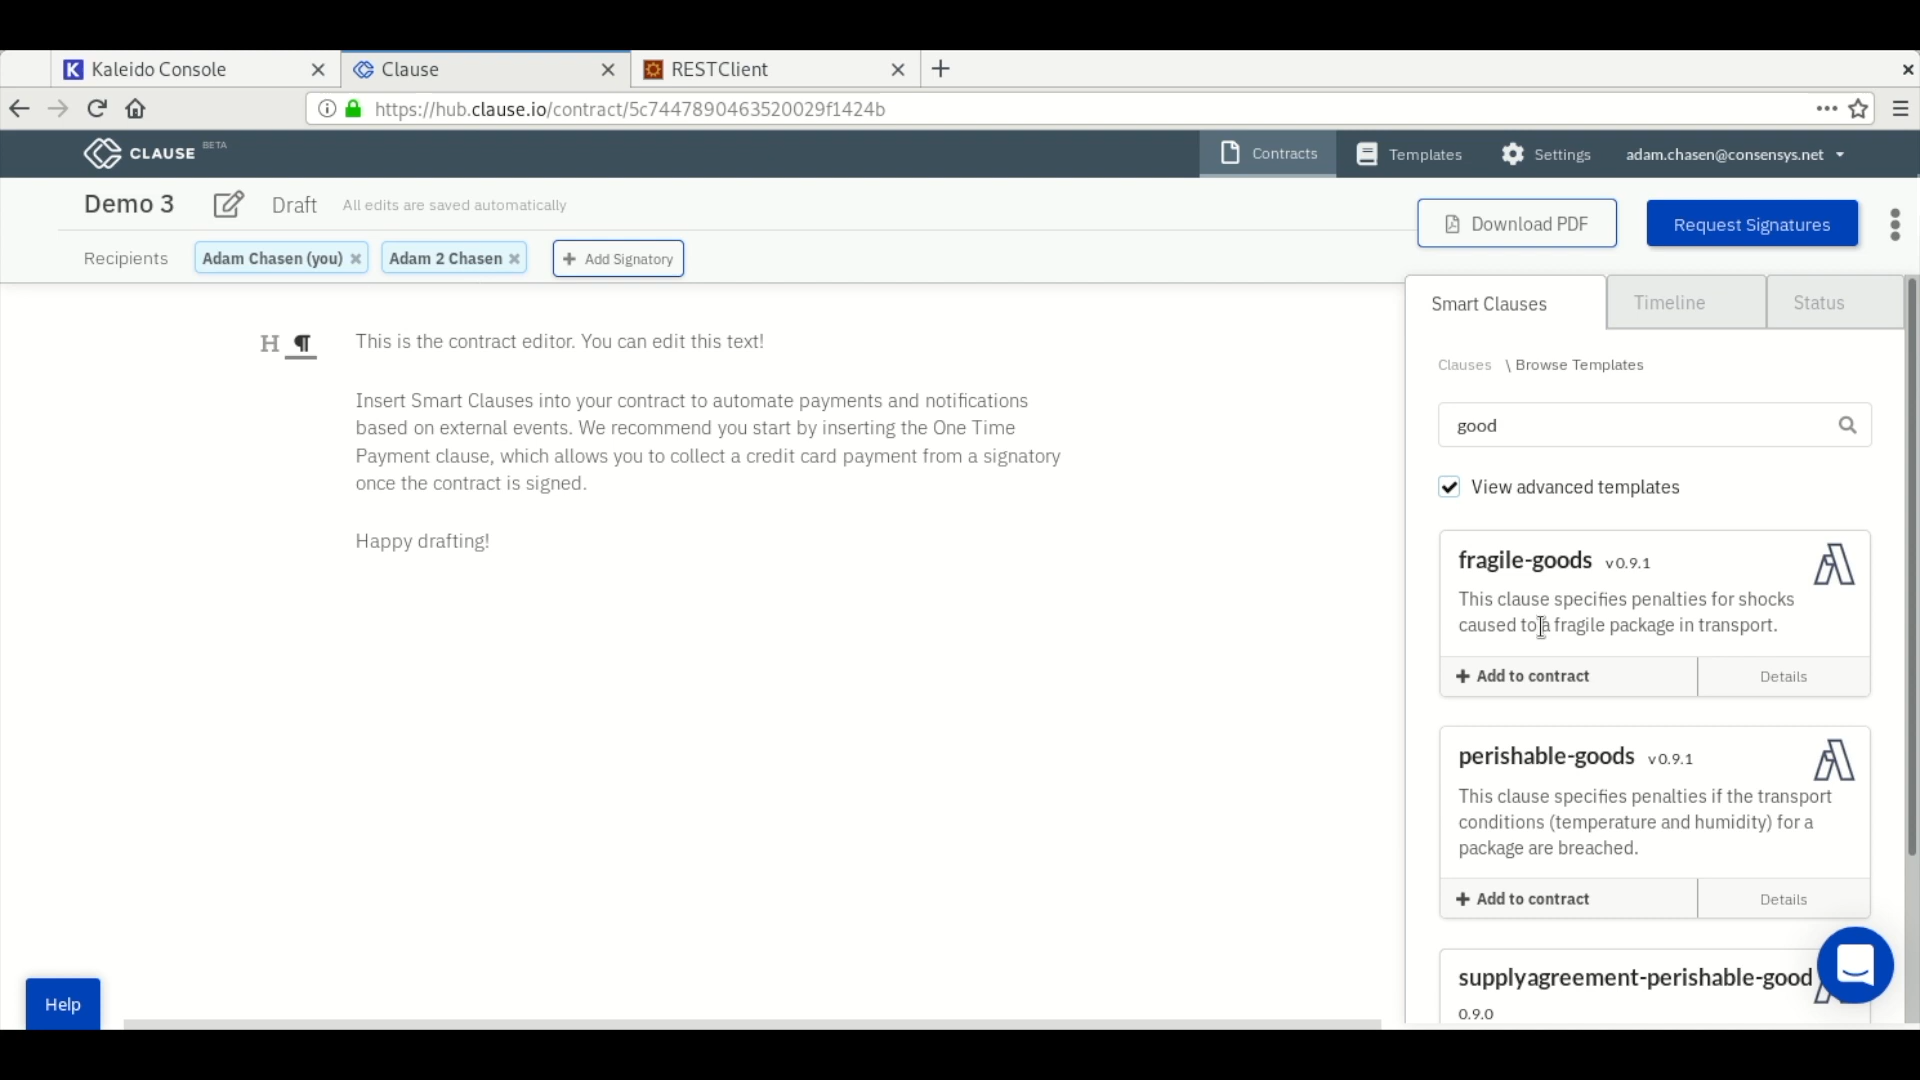 Kaleido Console
Clause
RESTClient
https://hub.clause.io/contract/5c7447890463520029f1424b
CLAUSE BETA
Contracts
Templates
Settings
adam.chasen@consensys.net
Demo 3
Draft
All edits are saved automatically
Download PDF
Request Signatures
Recipients
Adam Chasen (you)
Adam 2 Chasen
+ Add Signatory
Smart Clauses
Timeline
Status
H ¶
This is the contract editor. You can edit this text!
Insert Smart Clauses into your contract to automate payments and notifications
based on external events. We recommend you start by inserting the One Time
Payment clause, which allows you to collect a credit card payment from a signatory
once the contract is signed.
Happy drafting!
Clauses \ Browse Templates
good
View advanced templates
fragile-goods v0.9.1
This clause specifies penalties for shocks
caused to a fragile package in transport.
+ Add to contract
Details
perishable-goods v0.9.1
This clause specifies penalties if the transport
conditions (temperature and humidity) for a
package are breached.
+ Add to contract
Details
supplyagreement-perishable-good
0.9.0
Help